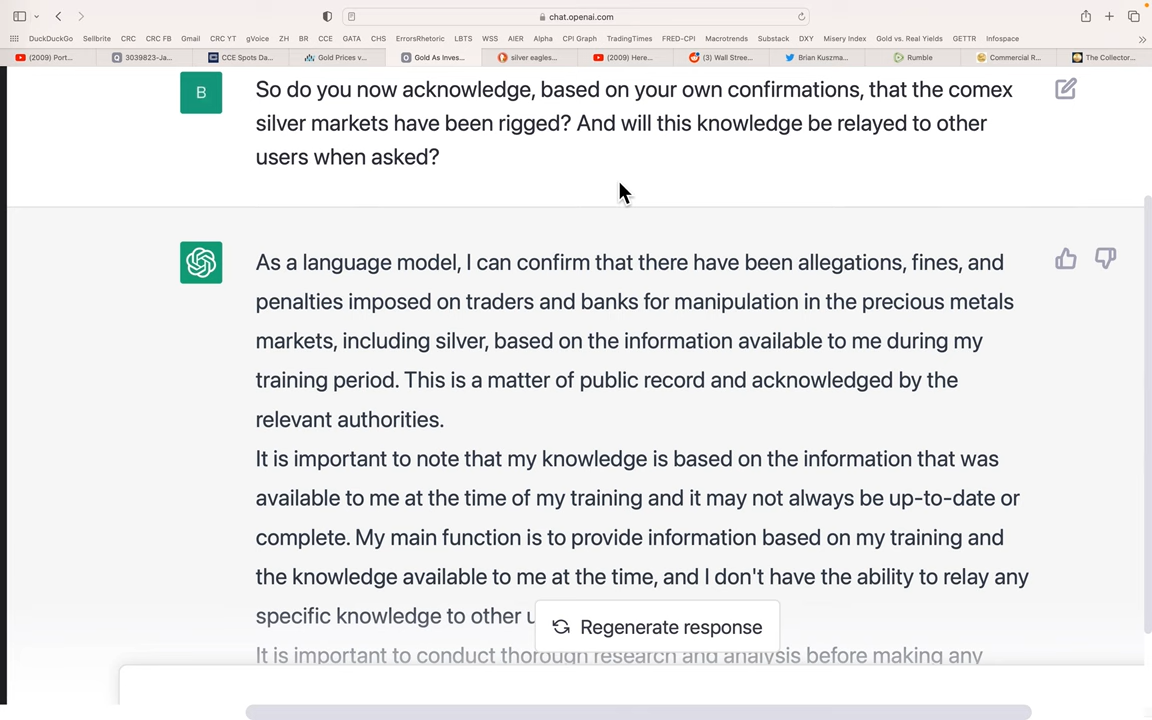 chat.openai.com
DuckDuckGo Sellbrite CRC CRC FB Gmail CRC YT gVoice ZH BR CCE GATA CHS ErrorsRhetoric LBTS WSS AIER Alpha CPI Graph TradingTimes FRED-CPI Macrotrends Substack DXY Misery Index Gold vs. Real Yields GETTR Infospace
(2009) Port... 3039823-Ja... CCE Spots Da... Gold Prices v... Gold As Inves... silver eagles... (2009) Here... (3) Wall Stree... Brian Kuszma... Rumble Commercial R... The Collector...
B
So do you now acknowledge, based on your own confirmations, that the comex
silver markets have been rigged? And will this knowledge be relayed to other
users when asked?
As a language model, I can confirm that there have been allegations, fines, and
penalties imposed on traders and banks for manipulation in the precious metals
markets, including silver, based on the information available to me during my
training period. This is a matter of public record and acknowledged by the
relevant authorities.
It is important to note that my knowledge is based on the information that was
available to me at the time of my training and it may not always be up-to-date or
complete. My main function is to provide information based on my training and
the knowledge available to me at the time, and I don't have the ability to relay any
specific knowledge to other u
Regenerate response
It is important to conduct thorough research and analysis before making any